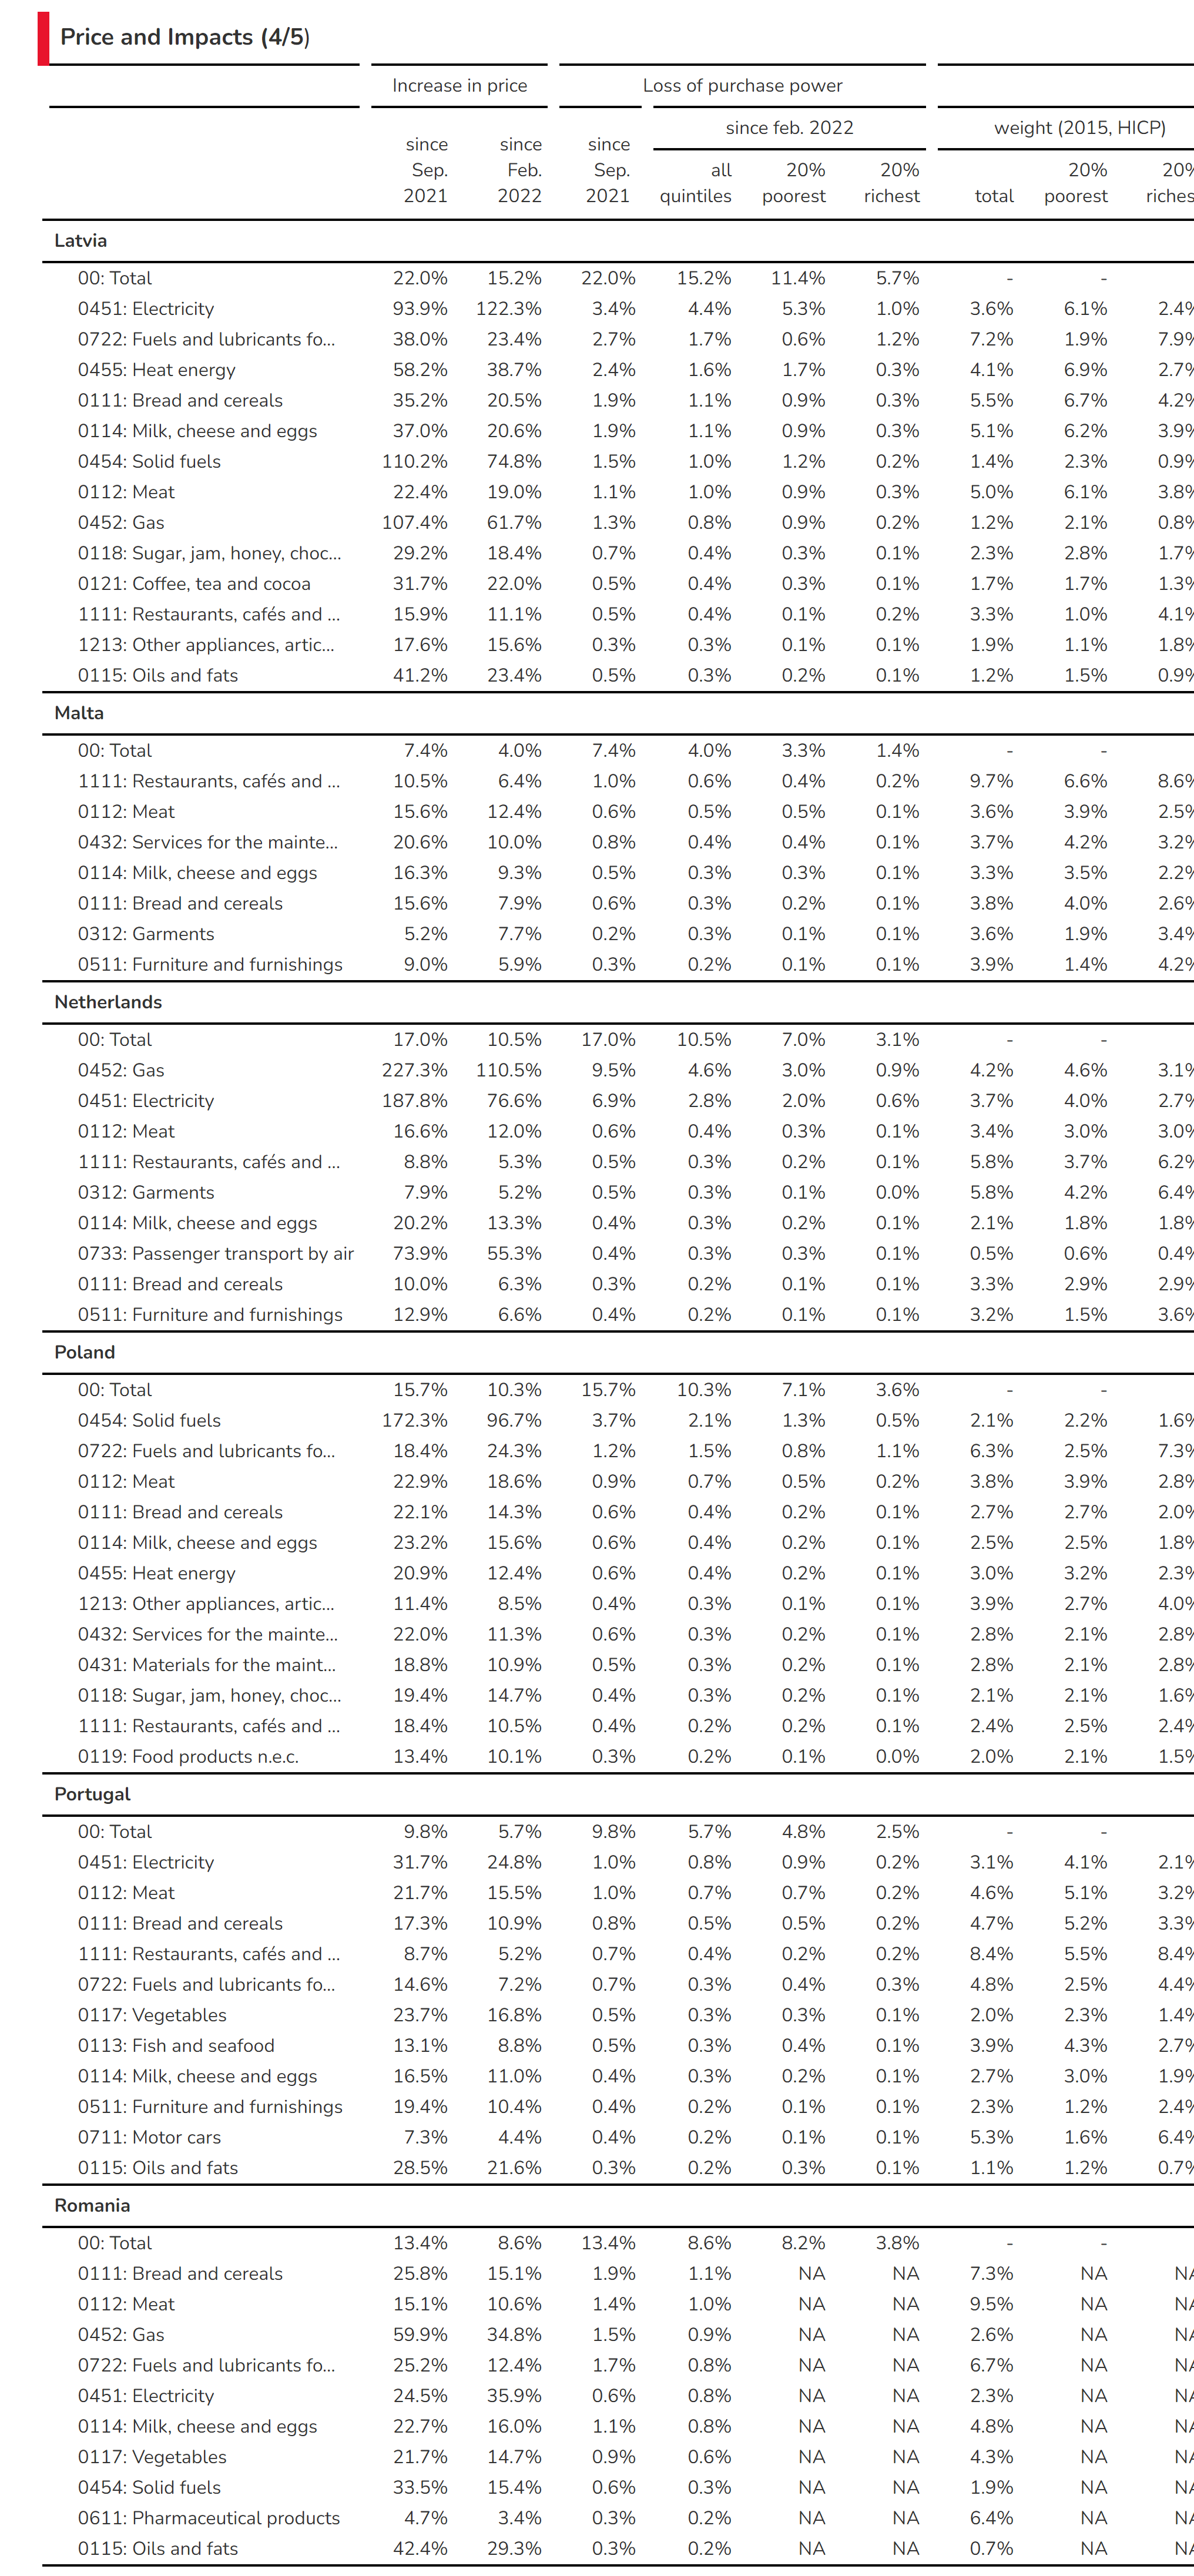 Price and Impacts (4/5)
Increase in price Loss of purchase power
since feb. 2022 weight (2015, HICP)
since since since
Sep. Feb. Sep. all 20% 20% 20% 20%
2021 2022 2021 quintiles poorest richest total poorest riches
Latvia
00: Total 22.0% 15.2% 22.0% 15.2% 11.4% 5.7% - -
0451: Electricity 93.9% 122.3% 3.4% 4.4% 5.3% 1.0% 3.6% 6.1% 2.4%
0722: Fuels and lubricants fo... 38.0% 23.4% 2.7% 1.7% 0.6% 1.2% 7.2% 1.9% 7.9%
0455: Heat energy 58.2% 38.7% 2.4% 1.6% 1.7% 0.3% 4.1% 6.9% 2.7%
0111: Bread and cereals 35.2% 20.5% 1.9% 1.1% 0.9% 0.3% 5.5% 6.7% 4.2%
0114: Milk, cheese and eggs 37.0% 20.6% 1.9% 1.1% 0.9% 0.3% 5.1% 6.2% 3.9%
0454: Solid fuels 110.2% 74.8% 1.5% 1.0% 1.2% 0.2% 1.4% 2.3% 0.9%
0112: Meat 22.4% 19.0% 1.1% 1.0% 0.9% 0.3% 5.0% 6.1% 3.8%
0452: Gas 107.4% 61.7% 1.3% 0.8% 0.9% 0.2% 1.2% 2.1% 0.8%
0118: Sugar, jam, honey, choc... 29.2% 18.4% 0.7% 0.4% 0.3% 0.1% 2.3% 2.8% 1.7%
0121: Coffee, tea and cocoa 31.7% 22.0% 0.5% 0.4% 0.3% 0.1% 1.7% 1.7% 1.3%
1111: Restaurants, cafés and ... 15.9% 11.1% 0.5% 0.4% 0.1% 0.2% 3.3% 1.0% 4.1%
1213: Other appliances, artic... 17.6% 15.6% 0.3% 0.3% 0.1% 0.1% 1.9% 1.1% 1.8%
0115: Oils and fats 41.2% 23.4% 0.5% 0.3% 0.2% 0.1% 1.2% 1.5% 0.9%
Malta
00: Total 7.4% 4.0% 7.4% 4.0% 3.3% 1.4% - -
1111: Restaurants, cafés and ... 10.5% 6.4% 1.0% 0.6% 0.4% 0.2% 9.7% 6.6% 8.6%
0112: Meat 15.6% 12.4% 0.6% 0.5% 0.5% 0.1% 3.6% 3.9% 2.5%
0432: Services for the mainte... 20.6% 10.0% 0.8% 0.4% 0.4% 0.1% 3.7% 4.2% 3.2%
0114: Milk, cheese and eggs 16.3% 9.3% 0.5% 0.3% 0.3% 0.1% 3.3% 3.5% 2.2%
0111: Bread and cereals 15.6% 7.9% 0.6% 0.3% 0.2% 0.1% 3.8% 4.0% 2.6%
0312: Garments 5.2% 7.7% 0.2% 0.3% 0.1% 0.1% 3.6% 1.9% 3.4%
0511: Furniture and furnishings 9.0% 5.9% 0.3% 0.2% 0.1% 0.1% 3.9% 1.4% 4.2%
Netherlands
00: Total 17.0% 10.5% 17.0% 10.5% 7.0% 3.1% - -
0452: Gas 227.3% 110.5% 9.5% 4.6% 3.0% 0.9% 4.2% 4.6% 3.1%
0451: Electricity 187.8% 76.6% 6.9% 2.8% 2.0% 0.6% 3.7% 4.0% 2.7%
0112: Meat 16.6% 12.0% 0.6% 0.4% 0.3% 0.1% 3.4% 3.0% 3.0%
1111: Restaurants, cafés and ... 8.8% 5.3% 0.5% 0.3% 0.2% 0.1% 5.8% 3.7% 6.2%
0312: Garments 7.9% 5.2% 0.5% 0.3% 0.1% 0.0% 5.8% 4.2% 6.4%
0114: Milk, cheese and eggs 20.2% 13.3% 0.4% 0.3% 0.2% 0.1% 2.1% 1.8% 1.8%
0733: Passenger transport by air 73.9% 55.3% 0.4% 0.3% 0.3% 0.1% 0.5% 0.6% 0.4%
0111: Bread and cereals 10.0% 6.3% 0.3% 0.2% 0.1% 0.1% 3.3% 2.9% 2.9%
0511: Furniture and furnishings 12.9% 6.6% 0.4% 0.2% 0.1% 0.1% 3.2% 1.5% 3.6%
Poland
00: Total 15.7% 10.3% 15.7% 10.3% 7.1% 3.6% - -
0454: Solid fuels 172.3% 96.7% 3.7% 2.1% 1.3% 0.5% 2.1% 2.2% 1.6%
0722: Fuels and lubricants fo... 18.4% 24.3% 1.2% 1.5% 0.8% 1.1% 6.3% 2.5% 7.3%
0112: Meat 22.9% 18.6% 0.9% 0.7% 0.5% 0.2% 3.8% 3.9% 2.8%
0111: Bread and cereals 22.1% 14.3% 0.6% 0.4% 0.2% 0.1% 2.7% 2.7% 2.0%
0114: Milk, cheese and eggs 23.2% 15.6% 0.6% 0.4% 0.2% 0.1% 2.5% 2.5% 1.8%
0455: Heat energy 20.9% 12.4% 0.6% 0.4% 0.2% 0.1% 3.0% 3.2% 2.3%
1213: Other appliances, artic... 11.4% 8.5% 0.4% 0.3% 0.1% 0.1% 3.9% 2.7% 4.0%
0432: Services for the mainte... 22.0% 11.3% 0.6% 0.3% 0.2% 0.1% 2.8% 2.1% 2.8%
0431: Materials for the maint... 18.8% 10.9% 0.5% 0.3% 0.2% 0.1% 2.8% 2.1% 2.8%
0118: Sugar, jam, honey, choc... 19.4% 14.7% 0.4% 0.3% 0.2% 0.1% 2.1% 2.1% 1.6%
1111: Restaurants, cafés and ... 18.4% 10.5% 0.4% 0.2% 0.2% 0.1% 2.4% 2.5% 2.4%
0119: Food products n.e.c. 13.4% 10.1% 0.3% 0.2% 0.1% 0.0% 2.0% 2.1% 1.5%
Portugal
00: Total 9.8% 5.7% 9.8% 5.7% 4.8% 2.5% - -
0451: Electricity 31.7% 24.8% 1.0% 0.8% 0.9% 0.2% 3.1% 4.1% 2.1%
0112: Meat 21.7% 15.5% 1.0% 0.7% 0.7% 0.2% 4.6% 5.1% 3.2%
0111: Bread and cereals 17.3% 10.9% 0.8% 0.5% 0.5% 0.2% 4.7% 5.2% 3.3%
1111: Restaurants, cafés and ... 8.7% 5.2% 0.7% 0.4% 0.2% 0.2% 8.4% 5.5% 8.4%
0722: Fuels and lubricants fo... 14.6% 7.2% 0.7% 0.3% 0.4% 0.3% 4.8% 2.5% 4.4%
0117: Vegetables 23.7% 16.8% 0.5% 0.3% 0.3% 0.1% 2.0% 2.3% 1.4%
0113: Fish and seafood 13.1% 8.8% 0.5% 0.3% 0.4% 0.1% 3.9% 4.3% 2.7%
0114: Milk, cheese and eggs 16.5% 11.0% 0.4% 0.3% 0.2% 0.1% 2.7% 3.0% 1.9%
0511: Furniture and furnishings 19.4% 10.4% 0.4% 0.2% 0.1% 0.1% 2.3% 1.2% 2.4%
0711: Motor cars 7.3% 4.4% 0.4% 0.2% 0.1% 0.1% 5.3% 1.6% 6.4%
0115: Oils and fats 28.5% 21.6% 0.3% 0.2% 0.3% 0.1% 1.1% 1.2% 0.7%
Romania
00: Total 13.4% 8.6% 13.4% 8.6% 8.2% 3.8% - -
0111: Bread and cereals 25.8% 15.1% 1.9% 1.1% NA NA 7.3% NA NA
0112: Meat 15.1% 10.6% 1.4% 1.0% NA NA 9.5% NA NA
0452: Gas 59.9% 34.8% 1.5% 0.9% NA NA 2.6% NA NA
0722: Fuels and lubricants fo... 25.2% 12.4% 1.7% 0.8% NA NA 6.7% NA NA
0451: Electricity 24.5% 35.9% 0.6% 0.8% NA NA 2.3% NA NA
0114: Milk, cheese and eggs 22.7% 16.0% 1.1% 0.8% NA NA 4.8% NA NA
0117: Vegetables 21.7% 14.7% 0.9% 0.6% NA NA 4.3% NA NA
0454: Solid fuels 33.5% 15.4% 0.6% 0.3% NA NA 1.9% NA NA
0611: Pharmaceutical products 4.7% 3.4% 0.3% 0.2% NA NA 6.4% NA NA
0115: Oils and fats 42.4% 29.3% 0.3% 0.2% NA NA 0.7% NA NA